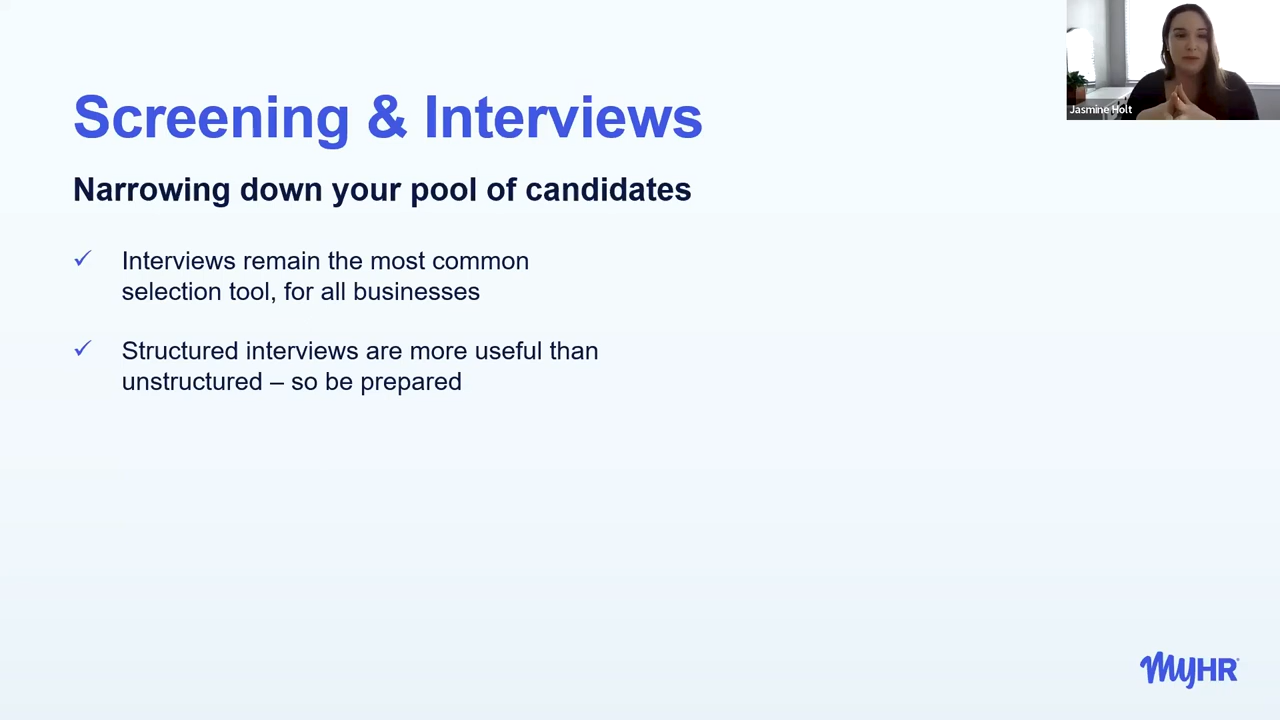 Screening & Interviews
Jasmine Holt
Narrowing down your pool of candidates
✓ Interviews remain the most common
selection tool, for all businesses
✓ Structured interviews are more useful than
unstructured – so be prepared
MyHR